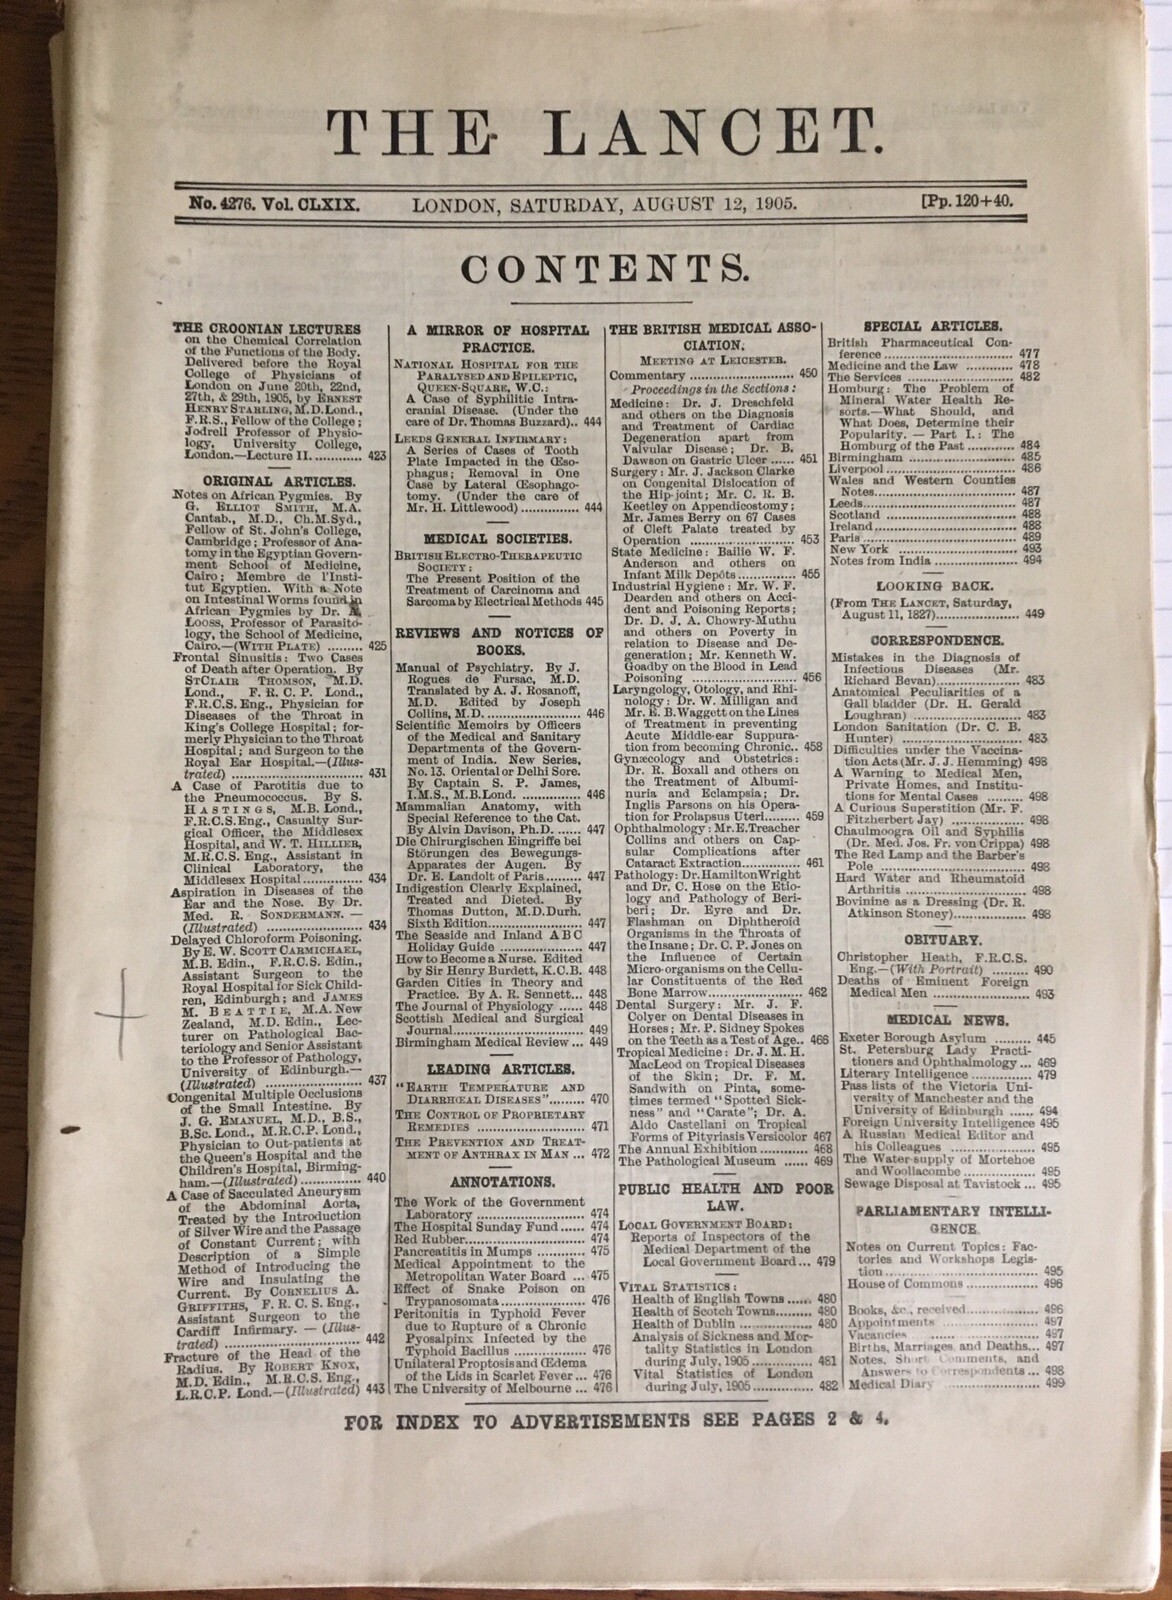 THE LANCET.
No. 4276. Vol. CLXIX.
LONDON, SATURDAY, AUGUST 12, 1905.
[Pp. 120+40.
CONTENTS.
THE CROONIAN LECTURES
on the Chemical Correlation
of the Functions of the Body.
Delivered before the Royal
College of Physicians of
London on June 20th, 22nd,
27th, & 29th, 1905, by ERNEST
HENRY STARLING, M.D.Lond.,
F.R.S., Fellow of the College;
Jodrell Professor of Physio-
logy, University College,
London.—Lecture II. ............ 423
ORIGINAL ARTICLES.
Notes on African Pygmies. By
G. ELLIOT SMITH, M.A.
Cantab., M.D., Ch.M.Syd.,
Fellow of St. John's College,
Cambridge; Professor of Ana-
tomy in the Egyptian Govern-
ment School of Medicine,
Cairo; Membre de l'Insti-
tut Egyptien. With a Note
on Intestinal Worms found in
African Pygmies by Dr. A.
LOOSS, Professor of Parasito-
logy, the School of Medicine,
Cairo.—(WITH PLATE) ......... 425
Frontal Sinusitis: Two Cases
of Death after Operation. By
STCLAIR THOMSON, M.D.
Lond., F. R. C. P. Lond.,
F.R.C.S.Eng., Physician for
Diseases of the Throat in
King's College Hospital; for-
merly Physician to the Throat
Hospital; and Surgeon to the
Royal Ear Hospital.—(Illus-
trated) .............................. 431
A Case of Parotitis due to
the Pneumococcus. By S.
HASTINGS, M.B. Lond.,
F.R.C.S.Eng., Casualty Sur-
gical Officer, the Middlesex
Hospital, and W. T. HILLIER,
M.R.C.S. Eng., Assistant in
Clinical Laboratory, the
Middlesex Hospital ............ 434
Aspiration in Diseases of the
Ear and the Nose. By Dr.
Med. R. SONDERMANN. —
(Illustrated) ..................... 434
Delayed Chloroform Poisoning.
By E. W. SCOTT CARMICHAEL,
M.B. Edin., F.R.C.S. Edin.,
Assistant Surgeon to the
Royal Hospital for Sick Child-
ren, Edinburgh; and JAMES
M. BEATTIE, M.A. New
Zealand, M.D. Edin., Lec-
turer on Pathological Bac-
teriology and Senior Assistant
to the Professor of Pathology,
University of Edinburgh.—
(Illustrated) ..................... 437
Congenital Multiple Occlusions
of the Small Intestine. By
J. G. EMANUEL, M.D., B.S.,
B.Sc. Lond., M.R.C.P. Lond.,
Physician to Out-patients at
the Queen's Hospital and the
Children's Hospital, Birming-
ham.—(Illustrated) ............ 440
A Case of Sacculated Aneurysm
of the Abdominal Aorta,
Treated by the Introduction
of Silver Wire and the Passage
of Constant Current; with
Description of a Simple
Method of Introducing the
Wire and Insulating the
Current. By CORNELIUS A.
GRIFFITHS, F. R. C. S. Eng.,
Assistant Surgeon to the
Cardiff Infirmary. — (Illus-
trated) .............................. 442
Fracture of the Head of the
Radius. By ROBERT KNOX,
M.D. Edin., M.R.C.S. Eng.,
L.R.C.P. Lond.—(Illustrated) 443
A MIRROR OF HOSPITAL
PRACTICE.
NATIONAL HOSPITAL FOR THE
PARALYSED AND EPILEPTIC,
QUEEN-SQUARE, W.C.:
A Case of Syphilitic Intra-
cranial Disease. (Under the
care of Dr. Thomas Buzzard).. 444
LEEDS GENERAL INFIRMARY:
A Series of Cases of Tooth
Plate Impacted in the Œso-
phagus; Removal in One
Case by Lateral Œsophago-
tomy. (Under the care of
Mr. H. Littlewood) ............... 444
MEDICAL SOCIETIES.
BRITISH ELECTRO-THERAPEUTIC
SOCIETY:
The Present Position of the
Treatment of Carcinoma and
Sarcoma by Electrical Methods 445
REVIEWS AND NOTICES OF
BOOKS.
Manual of Psychiatry. By J.
Rogues de Fursac, M.D.
Translated by A. J. Rosanoff,
M.D. Edited by Joseph
Collins, M.D. ..................... 446
Scientific Memoirs by Officers
of the Medical and Sanitary
Departments of the Govern-
ment of India. New Series,
No. 13. Oriental or Delhi Sore.
By Captain S. P. James,
I.M.S., M.B.Lond. ............... 446
Mammalian Anatomy, with
Special Reference to the Cat.
By Alvin Davison, Ph.D. ...... 447
Die Chirurgischen Eingriffe bei
Störungen des Bewegungs-
Apparates der Augen. By
Dr. E. Landolt of Paris......... 447
Indigestion Clearly Explained,
Treated and Dieted. By
Thomas Dutton, M.D.Durh.
Sixth Edition ..................... 447
The Seaside and Inland A B C
Holiday Guide .................. 447
How to Become a Nurse. Edited
by Sir Henry Burdett, K.C.B. 448
Garden Cities in Theory and
Practice. By A. R. Sennett... 448
The Journal of Physiology ...... 448
Scottish Medical and Surgical
Journal .............................. 449
Birmingham Medical Review ... 449
LEADING ARTICLES.
"EARTH TEMPERATURE AND
DIARRHŒAL DISEASES"......... 470
THE CONTROL OF PROPRIETARY
REMEDIES ........................ 471
THE PREVENTION AND TREAT-
MENT OF ANTHRAX IN MAN ... 472
ANNOTATIONS.
The Work of the Government
Laboratory ........................ 474
The Hospital Sunday Fund ...... 474
Red Rubber........................... 474
Pancreatitis in Mumps ............ 475
Medical Appointment to the
Metropolitan Water Board ... 475
Effect of Snake Poison on
Trypanosomata..................... 476
Peritonitis in Typhoid Fever
due to Rupture of a Chronic
Pyosalpinx Infected by the
Typhoid Bacillus .................. 476
Unilateral Proptosis and Œdema
of the Lids in Scarlet Fever ... 476
The University of Melbourne ... 476
THE BRITISH MEDICAL ASSO-
CIATION.
MEETING AT LEICESTER.
Commentary ........................ 450
Proceedings in the Sections:
Medicine: Dr. J. Dreschfeld
and others on the Diagnosis
and Treatment of Cardiac
Degeneration apart from
Valvular Disease; Dr. B.
Dawson on Gastric Ulcer ...... 451
Surgery: Mr. J. Jackson Clarke
on Congenital Dislocation of
the Hip-joint; Mr. C. R. B.
Keetley on Appendicostomy;
Mr. James Berry on 67 Cases
of Cleft Palate treated by
Operation ........................ 453
State Medicine: Bailie W. F.
Anderson and others on
Infant Milk Depôts............... 455
Industrial Hygiene: Mr. W. F.
Dearden and others on Acci-
dent and Poisoning Reports;
Dr. D. J. A. Chowry-Muthu
and others on Poverty in
relation to Disease and De-
generation; Mr. Kenneth W.
Goadby on the Blood in Lead
Poisoning ........................ 456
Laryngology, Otology, and Rhi-
nology: Dr. W. Milligan and
Mr. E. B. Waggett on the Lines
of Treatment in preventing
Acute Middle-ear Suppura-
tion from becoming Chronic.. 458
Gynæcology and Obstetrics:
Dr. R. Boxall and others on
the Treatment of Albumi-
nuria and Eclampsia; Dr.
Inglis Parsons on his Opera-
tion for Prolapsus Uteri......... 459
Ophthalmology: Mr. E. Treacher
Collins and others on Cap-
sular Complications after
Cataract Extraction............... 461
Pathology: Dr. Hamilton Wright
and Dr. C. Hose on the Etio-
logy and Pathology of Beri-
beri; Dr. Eyre and Dr.
Flashman on Diphtheroid
Organisms in the Throats of
the Insane; Dr. C. P. Jones on
the Influence of Certain
Micro-organisms on the Cellu-
lar Constituents of the Red
Bone Marrow........................ 462
Dental Surgery: Mr. J. F.
Colyer on Dental Diseases in
Horses; Mr. P. Sidney Spokes
on the Teeth as a Test of Age.. 466
Tropical Medicine: Dr. J. M. H.
MacLeod on Tropical Diseases
of the Skin; Dr. F. M.
Sandwith on Pinta, some-
times termed "Spotted Sick-
ness" and "Carate"; Dr. A.
Aldo Castellani on Tropical
Forms of Pityriasis Versicolor 467
The Annual Exhibition............ 468
The Pathological Museum ...... 469
PUBLIC HEALTH AND POOR
LAW.
LOCAL GOVERNMENT BOARD:
Reports of Inspectors of the
Medical Department of the
Local Government Board ... 479
VITAL STATISTICS:
Health of English Towns ...... 480
Health of Scotch Towns......... 480
Health of Dublin .................. 480
Analysis of Sickness and Mor-
tality Statistics in London
during July, 1905 ............... 481
Vital Statistics of London
during July, 1905 ............... 482
SPECIAL ARTICLES.
British Pharmaceutical Con-
ference ........................... 477
Medicine and the Law ............ 478
The Services ........................ 482
Homburg: The Problem of
Mineral Water Health Re-
sorts.—What Should, and
What Does, Determine their
Popularity. — Part I.: The
Homburg of the Past ............ 484
Birmingham ........................ 485
Liverpool .............................. 486
Wales and Western Counties
Notes................................. 487
Leeds.................................... 487
Scotland .............................. 488
Ireland................................. 488
Paris .................................... 489
New York ........................... 493
Notes from India .................. 494
LOOKING BACK.
(From THE LANCET, Saturday,
August 11, 1827)..................... 449
CORRESPONDENCE.
Mistakes in the Diagnosis of
Infectious Diseases (Mr.
Richard Bevan) .................. 483
Anatomical Peculiarities of a
Gall bladder (Dr. H. Gerald
Loughran) ........................ 483
London Sanitation (Dr. C. B.
Hunter) ........................... 483
Difficulties under the Vaccina-
tion Acts (Mr. J. J. Hemming) 498
A Warning to Medical Men,
Private Homes, and Institu-
tions for Mental Cases ......... 498
A Curious Superstition (Mr. F.
Fitzherbert Jay) .................. 498
Chaulmoogra Oil and Syphilis
(Dr. Med. Jos. Fr. von Crippa) 498
The Red Lamp and the Barber's
Pole ................................. 498
Hard Water and Rheumatoid
Arthritis ........................... 498
Bovinine as a Dressing (Dr. R.
Atkinson Stoney).................. 498
OBITUARY.
Christopher Heath, F.R.C.S.
Eng.—(With Portrait) ......... 490
Deaths of Eminent Foreign
Medical Men ..................... 493
MEDICAL NEWS.
Exeter Borough Asylum ......... 445
St. Petersburg Lady Practi-
tioners and Ophthalmology... 469
Literary Intelligence ............... 479
Pass lists of the Victoria Uni-
versity of Manchester and the
University of Edinburgh ...... 494
Foreign University Intelligence 495
A Russian Medical Editor and
his Colleagues ..................... 495
The Water-supply of Mortehoe
and Woollacombe .................. 495
Sewage Disposal at Tavistock ... 495
PARLIAMENTARY INTELLI-
GENCE.
Notes on Current Topics: Fac-
tories and Workshops Legis-
tion................................. 495
House of Commons ............... 496
Books, &c., received ............... 496
Appointments ..................... 497
Vacancies ........................... 497
Births, Marriages, and Deaths... 497
Notes, Short Comments, and
Answers to Correspondents ... 498
Medical Diary ........................ 499
FOR INDEX TO ADVERTISEMENTS SEE PAGES 2 & 4.